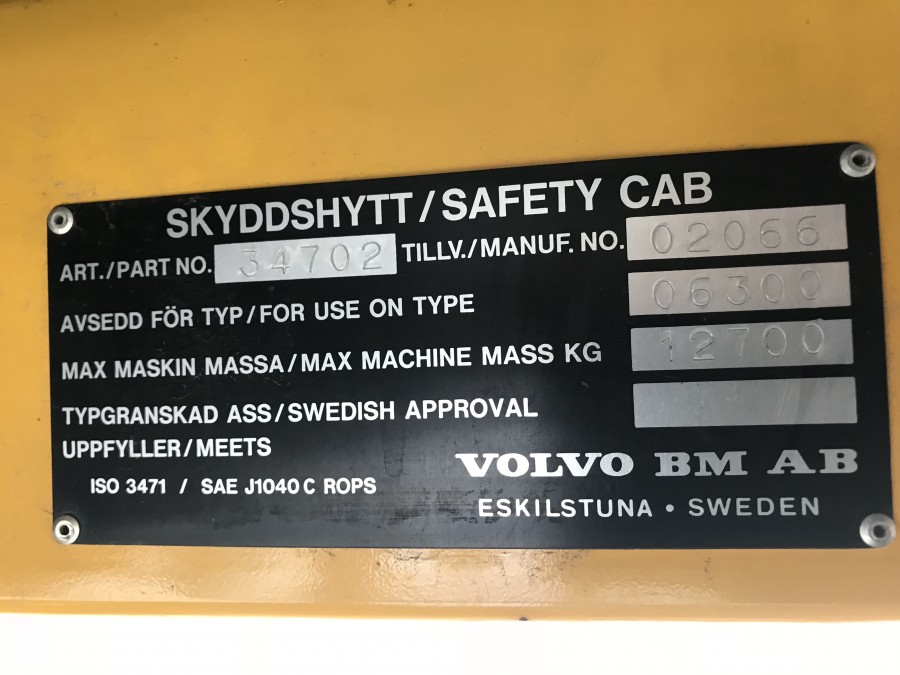 SKYDDSHYTT/SAFETY CAB
ART./PART NO. 34702 TILLV./MANUF. NO. 02066
AVSEDD FÖR TYP/FOR USE ON TYPE 06300
MAX MASKIN MASSA/MAX MACHINE MASS KG 12700
TYPGRANSKAD ASS/SWEDISH APPROVAL
UPPFYLLER/MEETS
ISO 3471 / SAE J1040 C ROPS
VOLVO BM AB
ESKILSTUNA • SWEDEN